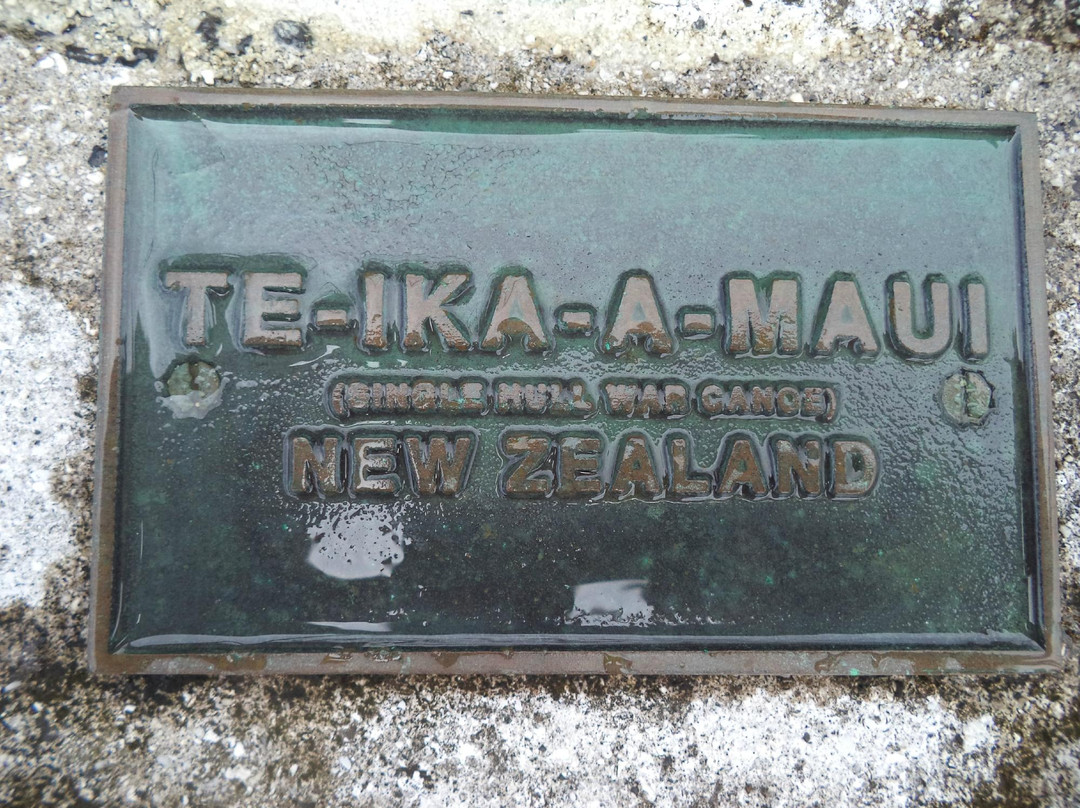 TE-IKA-A-MAUI
(SINGLE HULL WAR CANOE)
NEW ZEALAND